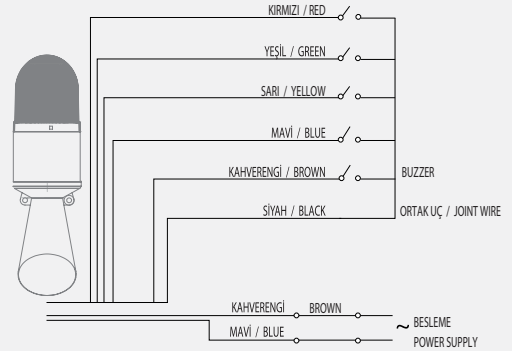 KIRMIZI / RED
YEŞİL / GREEN
SARI / YELLOW
MAVİ / BLUE
KAHVERENGİ / BROWN BUZZER
SİYAH / BLACK ORTAK UÇ / JOINT WIRE
KAHVERENGİ BROWN
~ BESLEME
MAVİ / BLUE POWER SUPPLY